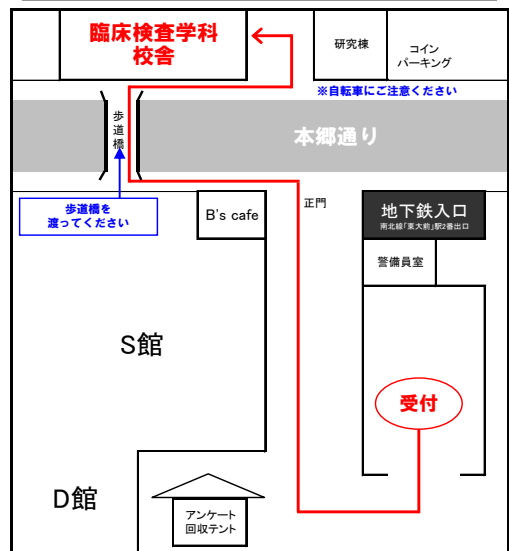 臨床検査学科
校舎
研究棟
コイン
パーキング
※自転車にご注意ください
歩道橋
本郷通り
歩道橋を
渡ってください
B's cafe
正門
地下鉄入口
南北線「東大前」駅2番出口
警備員室
S館
受付
D館
アンケート
回収テント